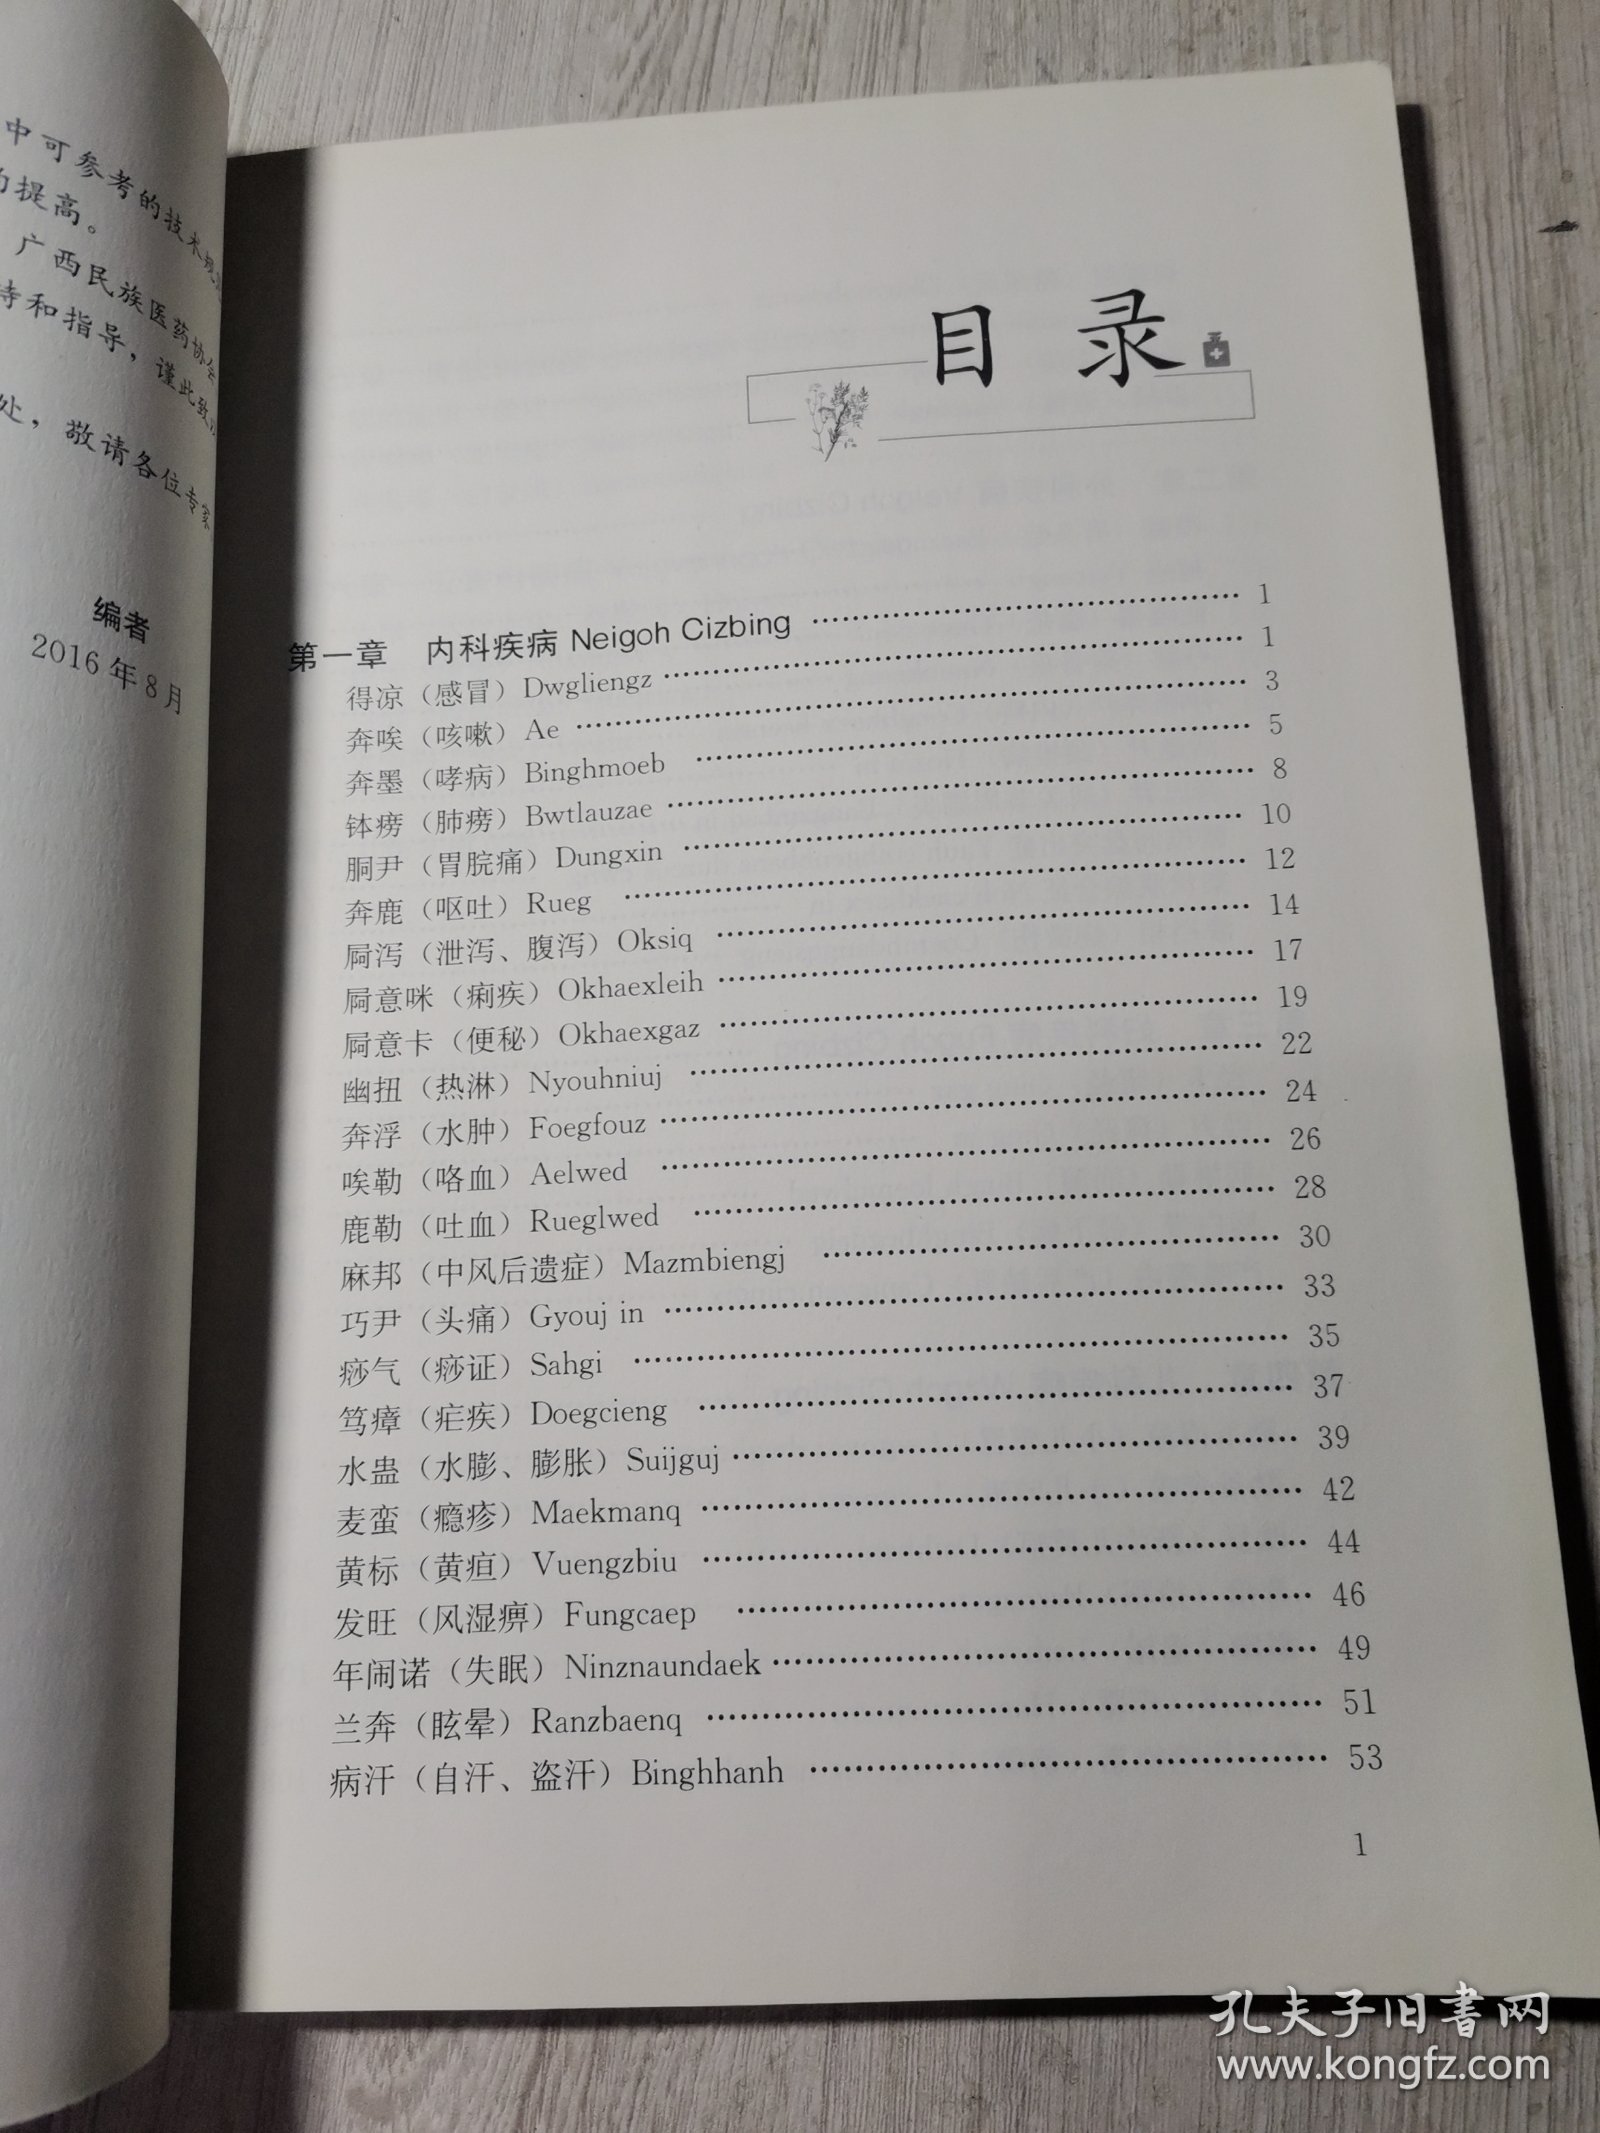 中可参考的技术规
的提高。
广西民族医药协会
持和指导，谨此致
处，敬请各位专家
编者
2016年8月
目 录
第一章 内科疾病 Neigoh Cizbing …… 1
得凉（感冒）Dwgliengz …… 1
奔唉（咳嗽）Ae …… 3
奔墨（哮病）Binghmoeb …… 5
钵痨（肺痨）Bwtlauzae …… 8
胴尹（胃脘痛）Dungxin …… 10
奔鹿（呕吐）Rueg …… 12
屙泻（泄泻、腹泻）Oksiq …… 14
屙意咪（痢疾）Okhaexleih …… 17
屙意卡（便秘）Okhaexgaz …… 19
幽扭（热淋）Nyouhniuj …… 22
奔浮（水肿）Foegfouz …… 24
唉勒（咯血）Aelwed …… 26
鹿勒（吐血）Rueglwed …… 28
麻邦（中风后遗症）Mazmbiengj …… 30
巧尹（头痛）Gyouj in …… 33
痧气（痧证）Sahgi …… 35
笃瘴（疟疾）Doegcieng …… 37
水蛊（水膨、膨胀）Suijguj …… 39
麦蛮（瘾疹）Maekmanq …… 42
黄标（黄疸）Vuengzbiu …… 44
发旺（风湿痹）Fungcaep …… 46
年闹诺（失眠）Ninznaundaek …… 49
兰奔（眩晕）Ranzbaenq …… 51
病汗（自汗、盗汗）Binghhanh …… 53
1
孔夫子旧书网
www.kongfz.com